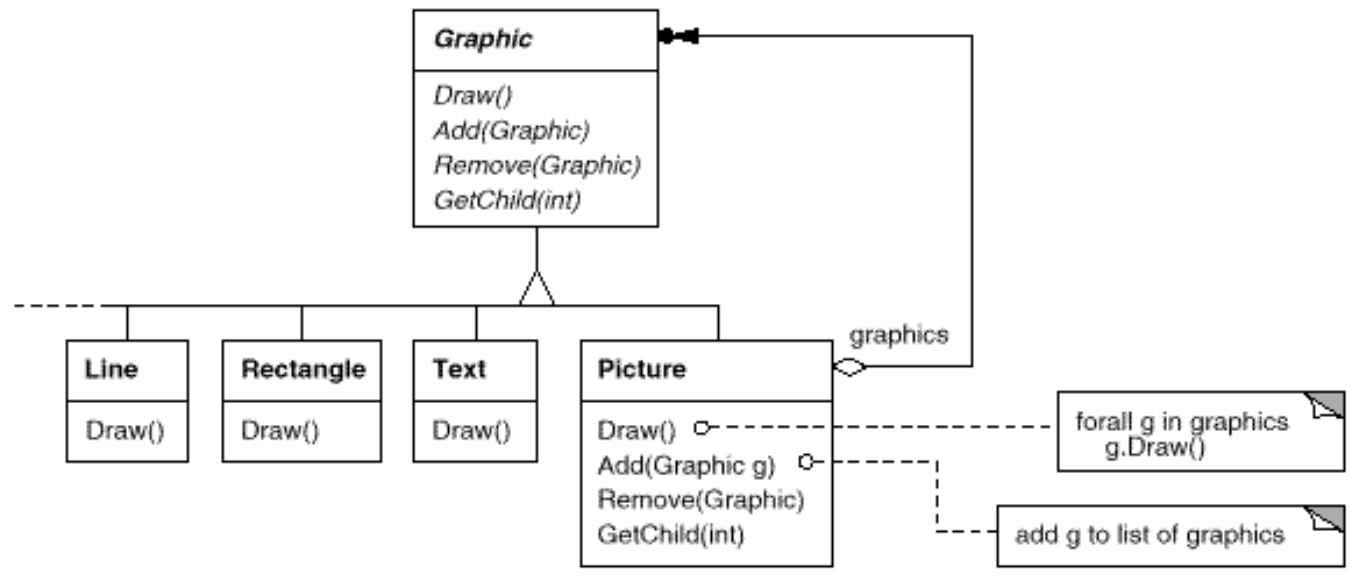 Graphic
Draw()
Add(Graphic)
Remove(Graphic)
GetChild(int)
graphics
Line
Draw()
Rectangle
Draw()
Text
Draw()
Picture
Draw()
Add(Graphic g)
Remove(Graphic)
GetChild(int)
forall g in graphics
g.Draw()
add g to list of graphics